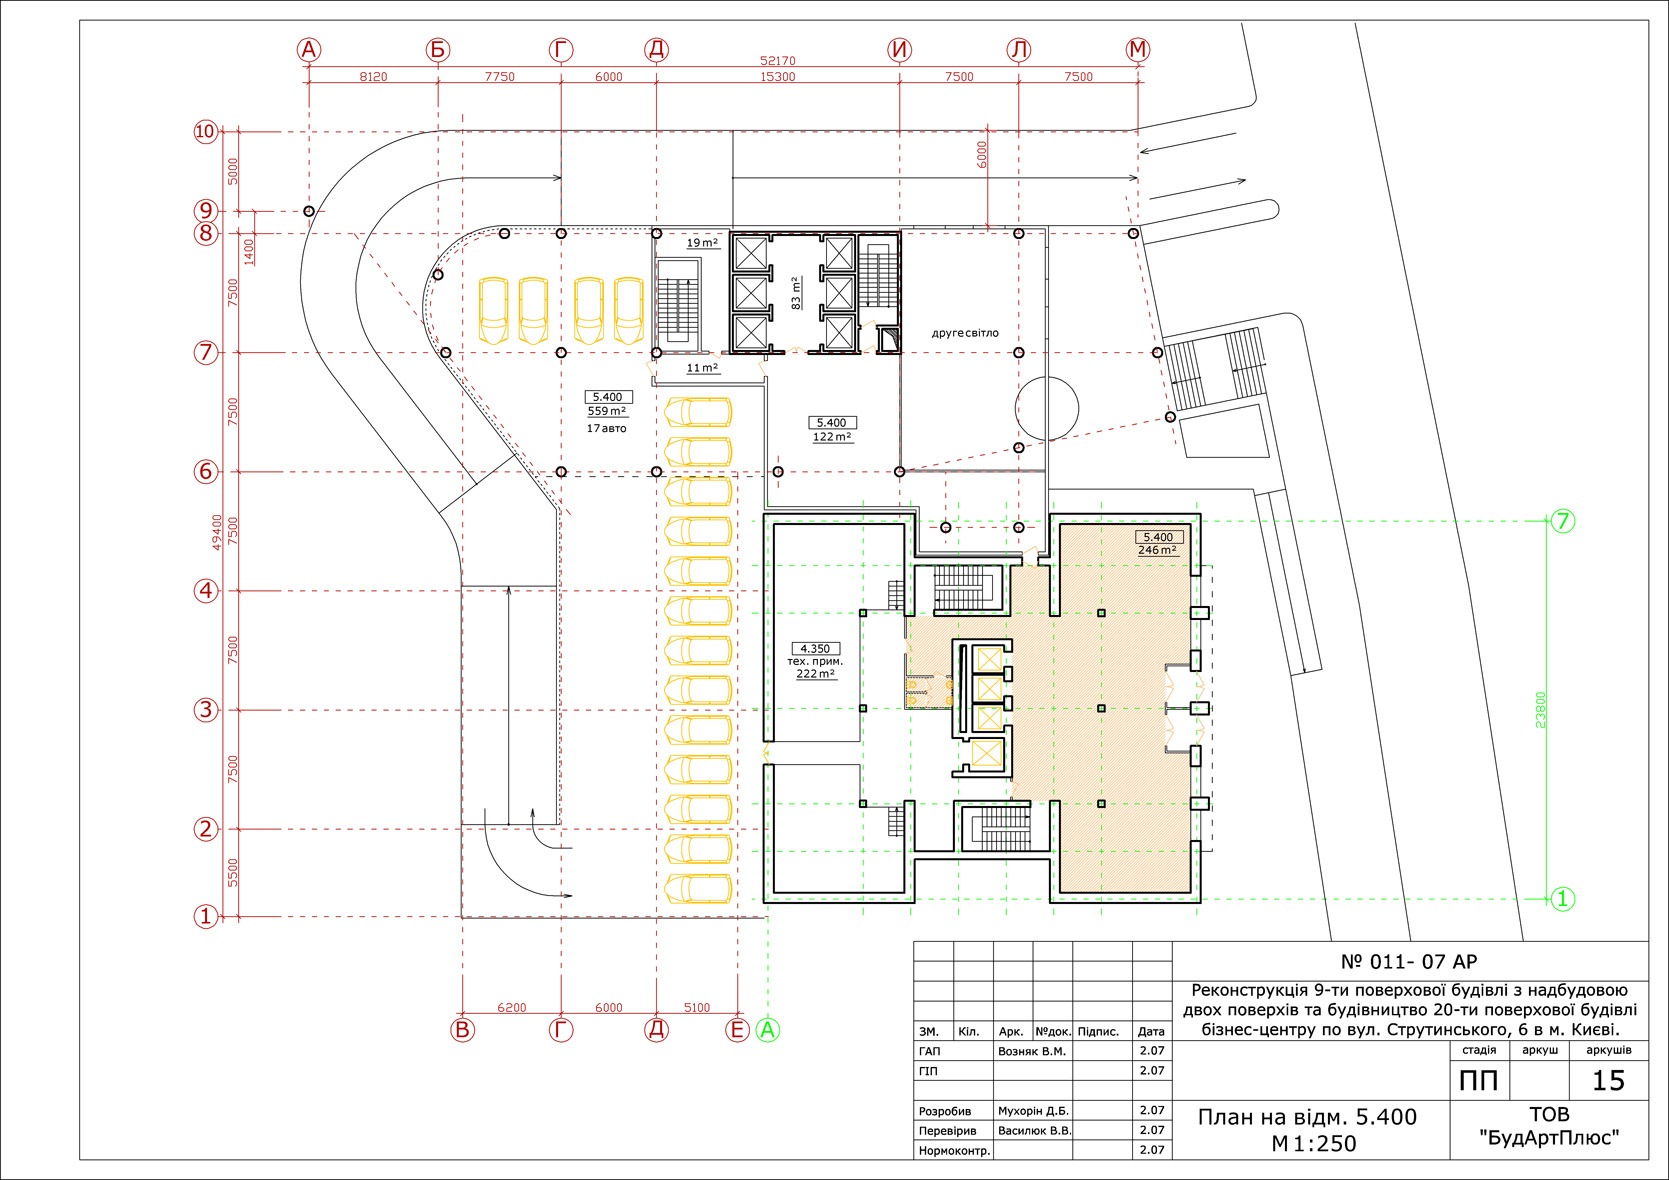 А Б Г Д И Л М
52170
8120 7750 6000 15300 7500 7500
10
5000
6000
9
8
1400
19 m²
7500
83 m²
друге світло
7
11 m²
5.400
559 m²
17 авто
7500
5.400
122 m²
6
49400
7500
5.400
246 m²
7
4
7500
4.350
тех. прим.
222 m²
3
23800
7500
2
5500
1
1
6200 6000 5100
В Г Д Е А
№ 011- 07 АР
Реконструкція 9-ти поверхової будівлі з надбудовою
двох поверхів та будівництво 20-ти поверхової будівлі
бізнес-центру по вул. Струтинського, 6 в м. Києві.
ЗМ. Кіл. Арк. №док. Підпис. Дата
ГАП Возняк В.М. 2.07
ГІП 2.07
стадія аркуш аркушів
ПП 15
Розробив Мухорін Д.Б. 2.07
Перевірив Василюк В.В. 2.07
Нормоконтр. 2.07
План на відм. 5.400
М 1:250
ТОВ
"БудАртПлюс"